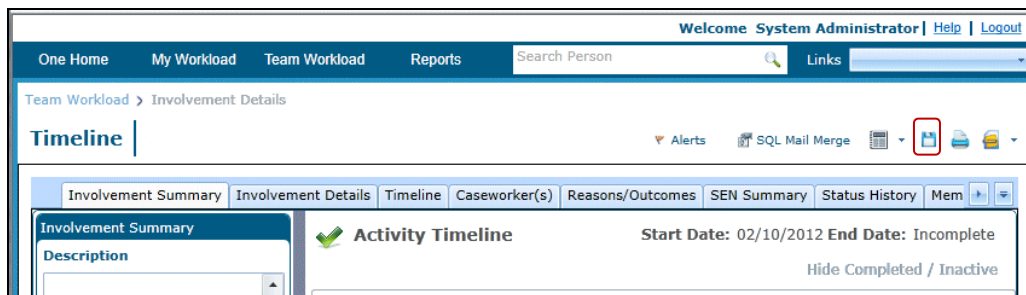 Welcome System Administrator | Help | Logout
One Home My Workload Team Workload Reports Search Person Links
Team Workload > Involvement Details
Timeline Alerts SQL Mail Merge
Involvement Summary Involvement Details Timeline Caseworker(s) Reasons/Outcomes SEN Summary Status History Mem
Involvement Summary
Description
Activity Timeline Start Date: 02/10/2012 End Date: Incomplete
Hide Completed / Inactive